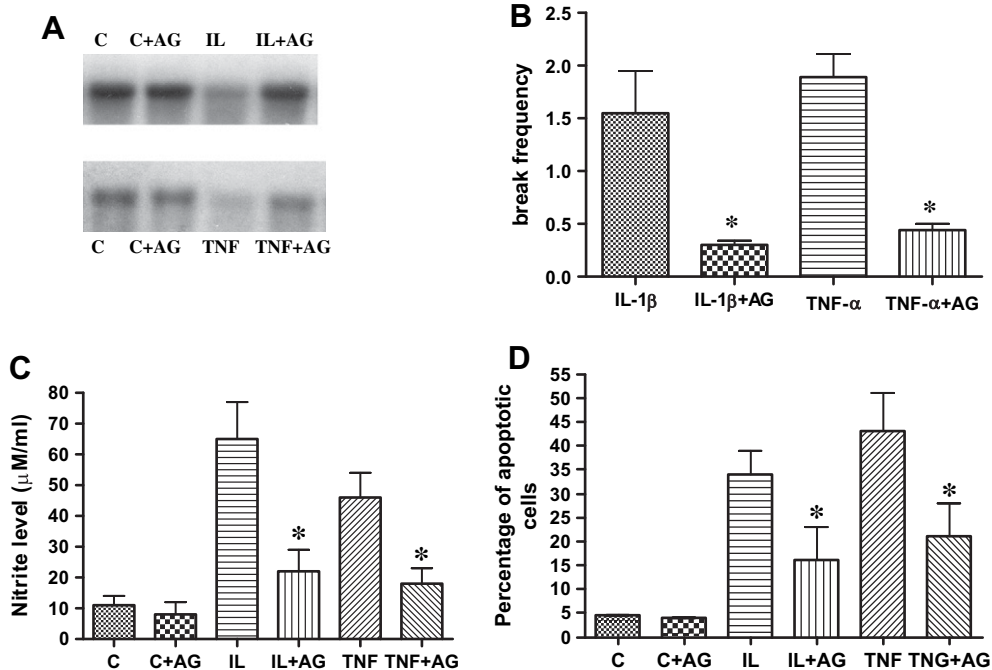 A
C C+AG IL IL+AG
C C+AG TNF TNF+AG
B
break frequency
2.5
2.0
1.5
1.0
0.5
0.0
*
*
IL-1β IL-1β+AG TNF-α TNF-α+AG
C
Nitrite level (μM/ml)
80
70
60
50
40
30
20
10
0
*
*
C C+AG IL IL+AG TNF TNF+AG
D
Percentage of apoptotic
cells
55
50
45
40
35
30
25
20
15
10
5
0
*
*
C C+AG IL IL+AG TNF TNG+AG